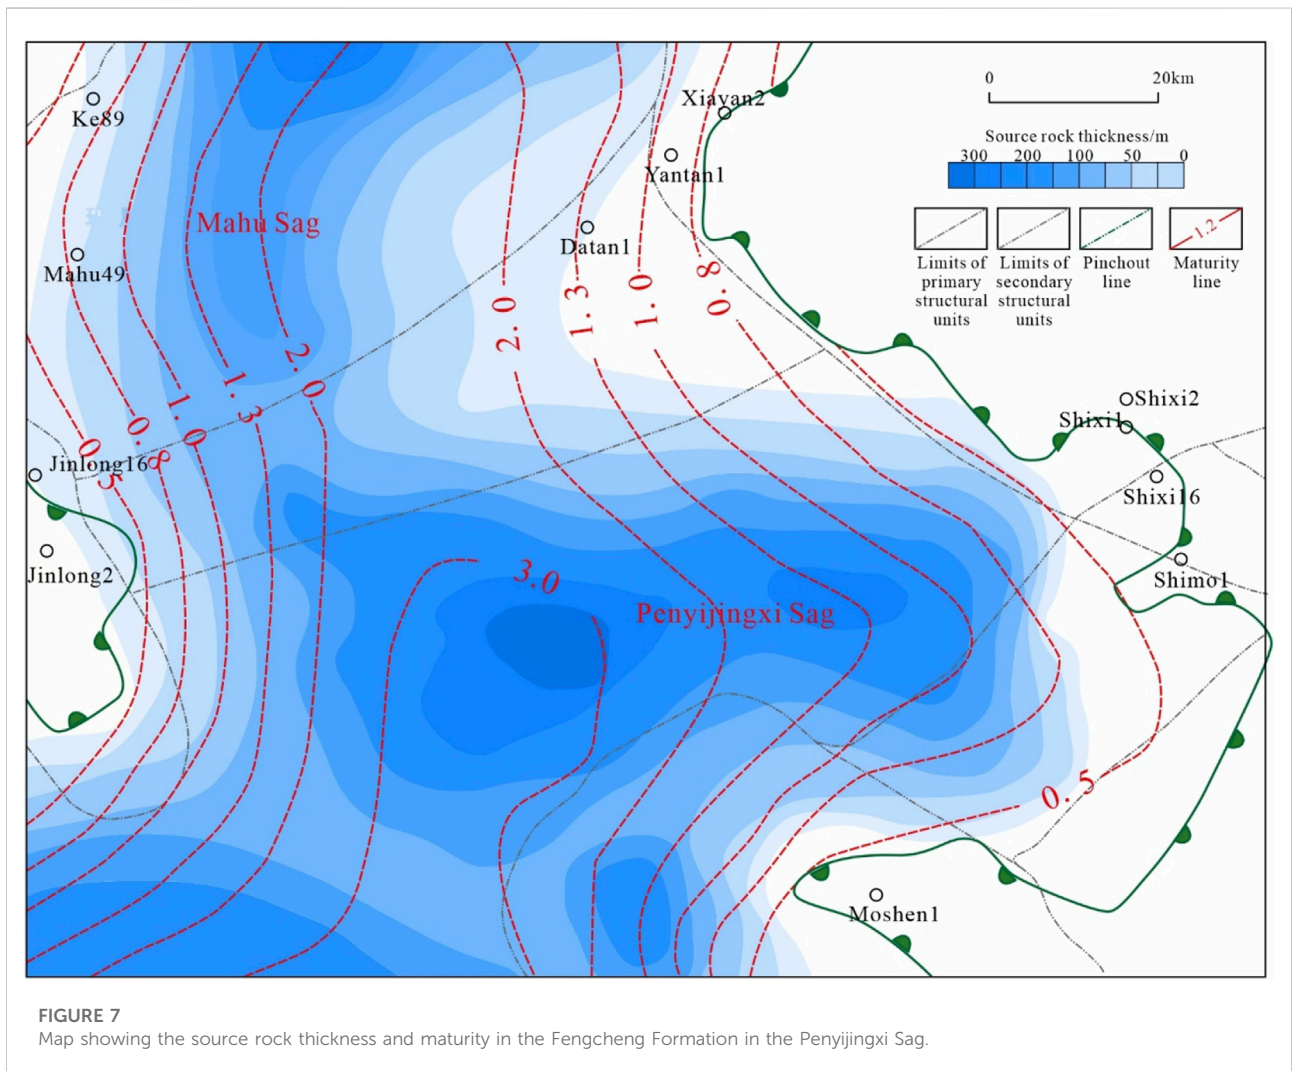 0
20km
Source rock thickness/m
300 200 100 50 0
1.2
Limits of
primary
structural
units
Limits of
secondary
structural
units
Pinchout
line
Maturity
line
Xiayan2
Ke89
Yantan1
Mahu Sag
Datan1
Mahu49
2.0
1.3
1.0
0.8
2.0
1.3
1.0
0.8
0.5
Shixi2
Shixi1
Jinlong16
Shixi16
Jinlong2
3.0
Shimo1
Penyijingxi Sag
0.5
Moshen1
FIGURE 7
Map showing the source rock thickness and maturity in the Fengcheng Formation in the Penyijingxi Sag.